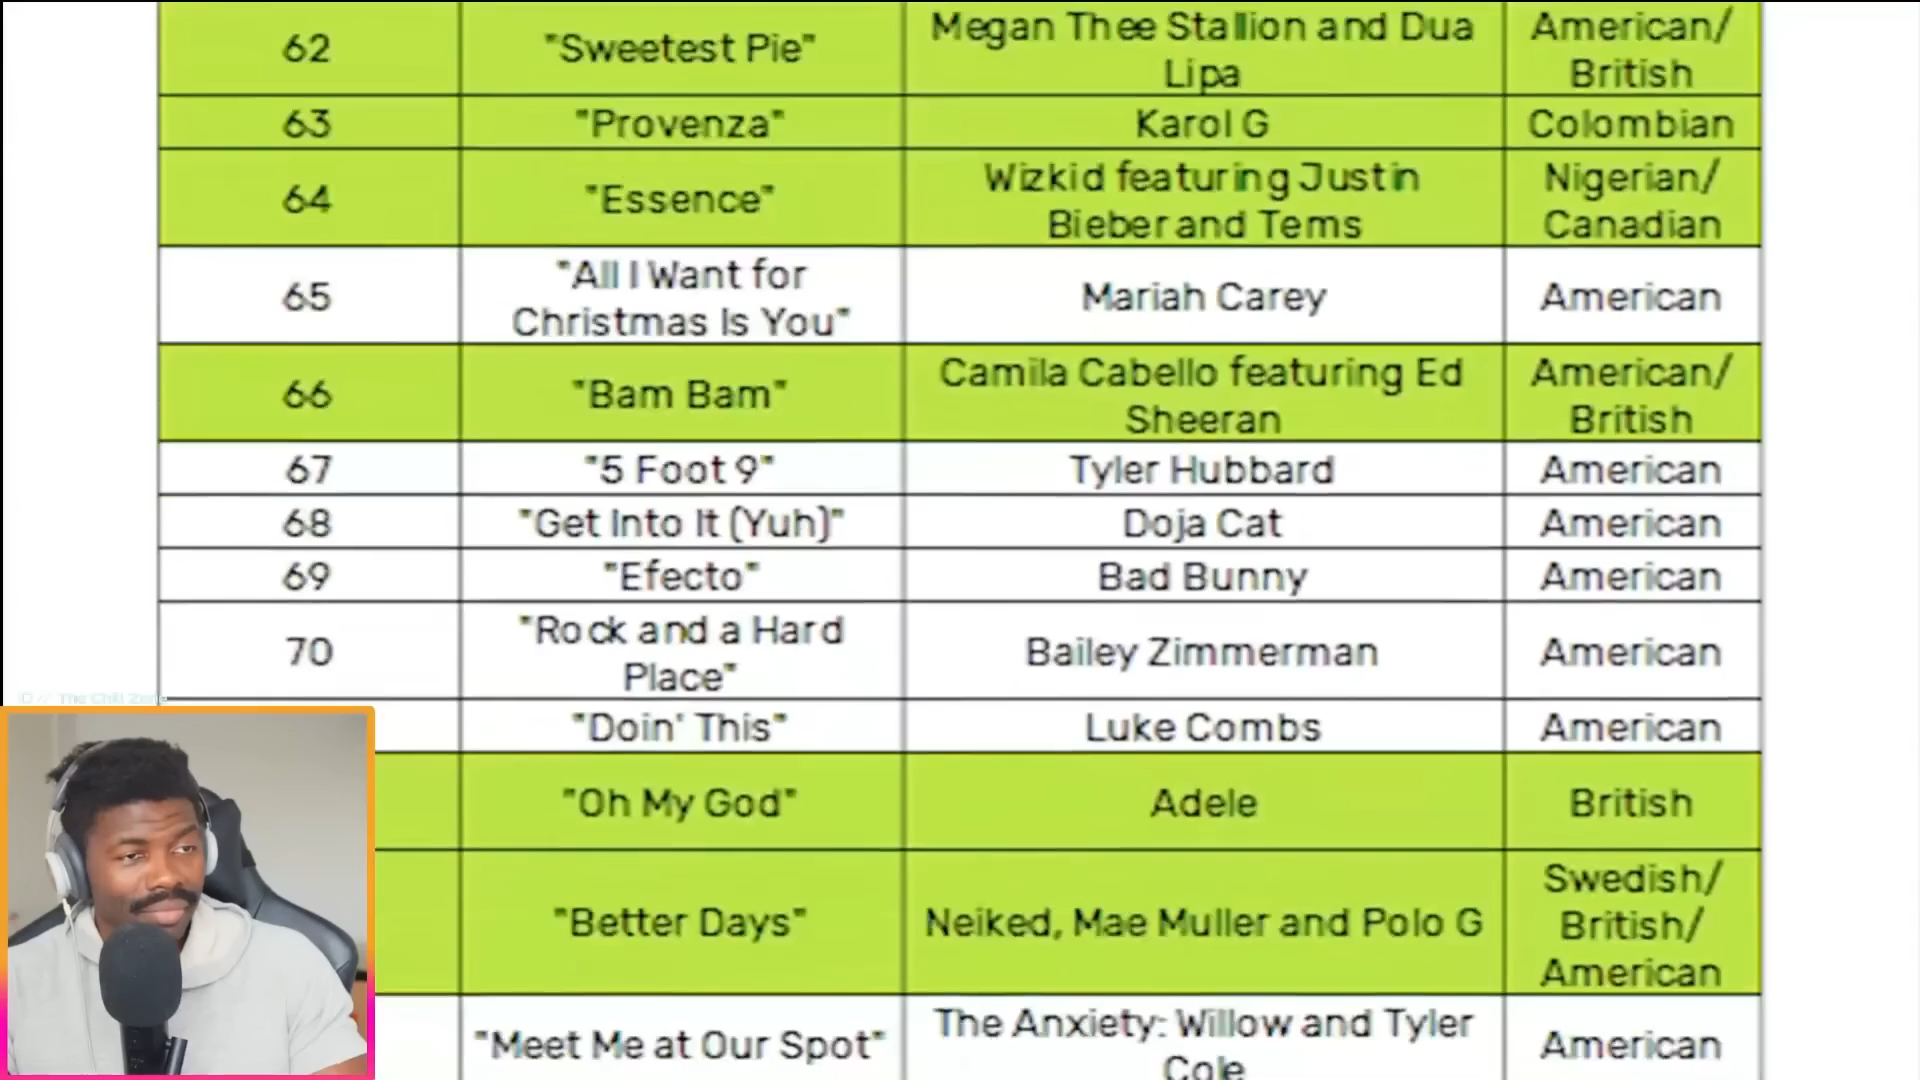 62
"Sweetest Pie"
Megan Thee Stallion and Dua
Lipa
American/
British
63
"Provenza"
Karol G
Colombian
64
"Essence"
Wizkid featuring Justin
Bieber and Tems
Nigerian/
Canadian
65
"All I Want for
Christmas Is You"
Mariah Carey
American
66
"Bam Bam"
Camila Cabello featuring Ed
Sheeran
American/
British
67
"5 Foot 9"
Tyler Hubbard
American
68
"Get Into It (Yuh)"
Doja Cat
American
69
"Efecto"
Bad Bunny
American
70
"Rock and a Hard
Place"
Bailey Zimmerman
American
// The Chill Zone
"Doin' This"
Luke Combs
American
"Oh My God"
Adele
British
"Better Days"
Neiked, Mae Muller and Polo G
Swedish/
British/
American
"Meet Me at Our Spot"
The Anxiety: Willow and Tyler
Cole
American